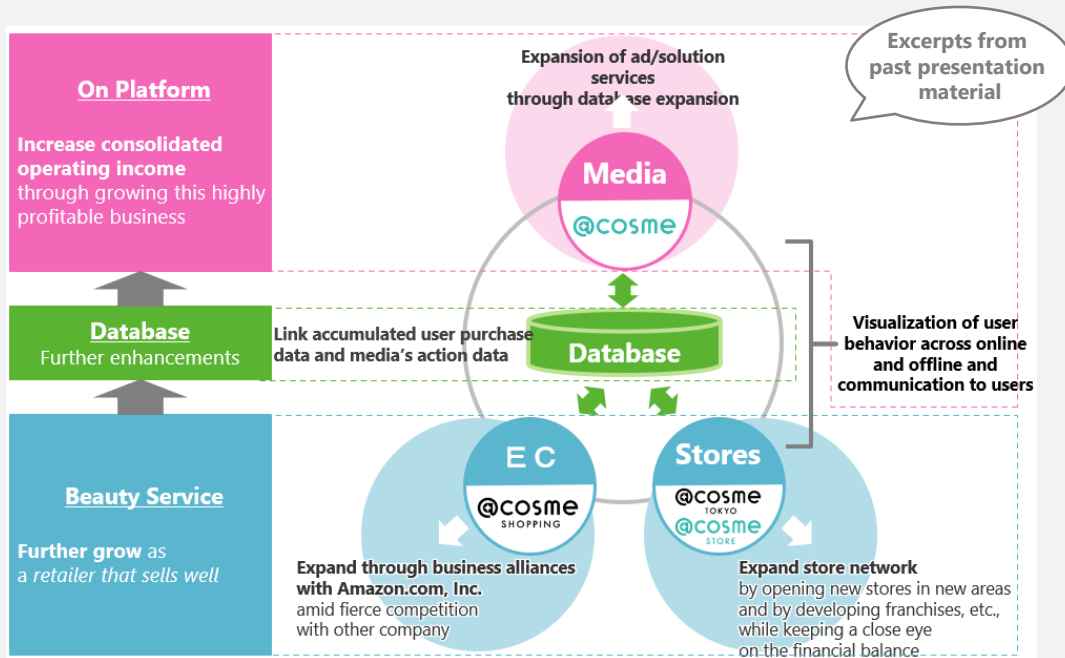 Excerpts from
past presentation
material
On Platform
Increase consolidated
operating income
through growing this highly
profitable business
Expansion of ad/solution
services
through database expansion
Media
@cosme
Database
Further enhancements
Link accumulated user purchase
data and media's action data
Database
Visualization of user
behavior across online
and offline and
communication to users
Beauty Service
Further grow as
a retailer that sells well
EC
@cosme
SHOPPING
Expand through business alliances
with Amazon.com, Inc.
amid fierce competition
with other company
Stores
@cosme
TOKYO
@cosme
STORE
Expand store network
by opening new stores in new areas
and by developing franchises, etc.,
while keeping a close eye
on the financial balance